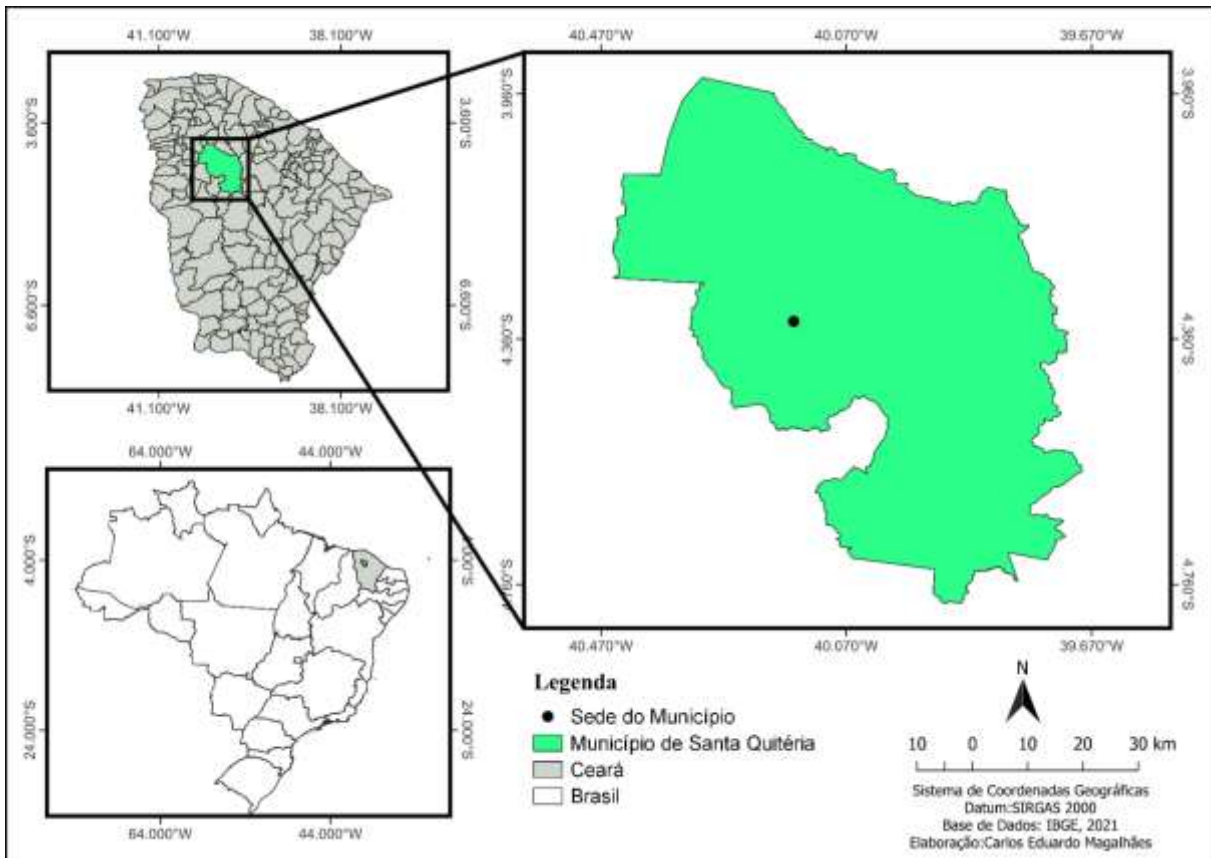 41.100°W 38.100°W
3.600°S 3.600°S
6.600°S 6.600°S
41.100°W 38.100°W
64.000°W 44.000°W
4.000°S .000°S
24.000°S 24.000°S
64.000°W 44.000°W
40.470°W 40.070°W 39.670°W
3.960°S 3.960°S
4.360°S 4.360°S
.760°S 4.760°S
40.470°W 40.070°W 39.670°W
Legenda
Sede do Município
Município de Santa Quitéria
Ceará
Brasil
N
10 0 10 20 30 km
Sistema de Coordenadas Geográficas
Datum:SIRGAS 2000
Base de Dados: IBGE, 2021
Elaboração:Carlos Eduardo Magalhães